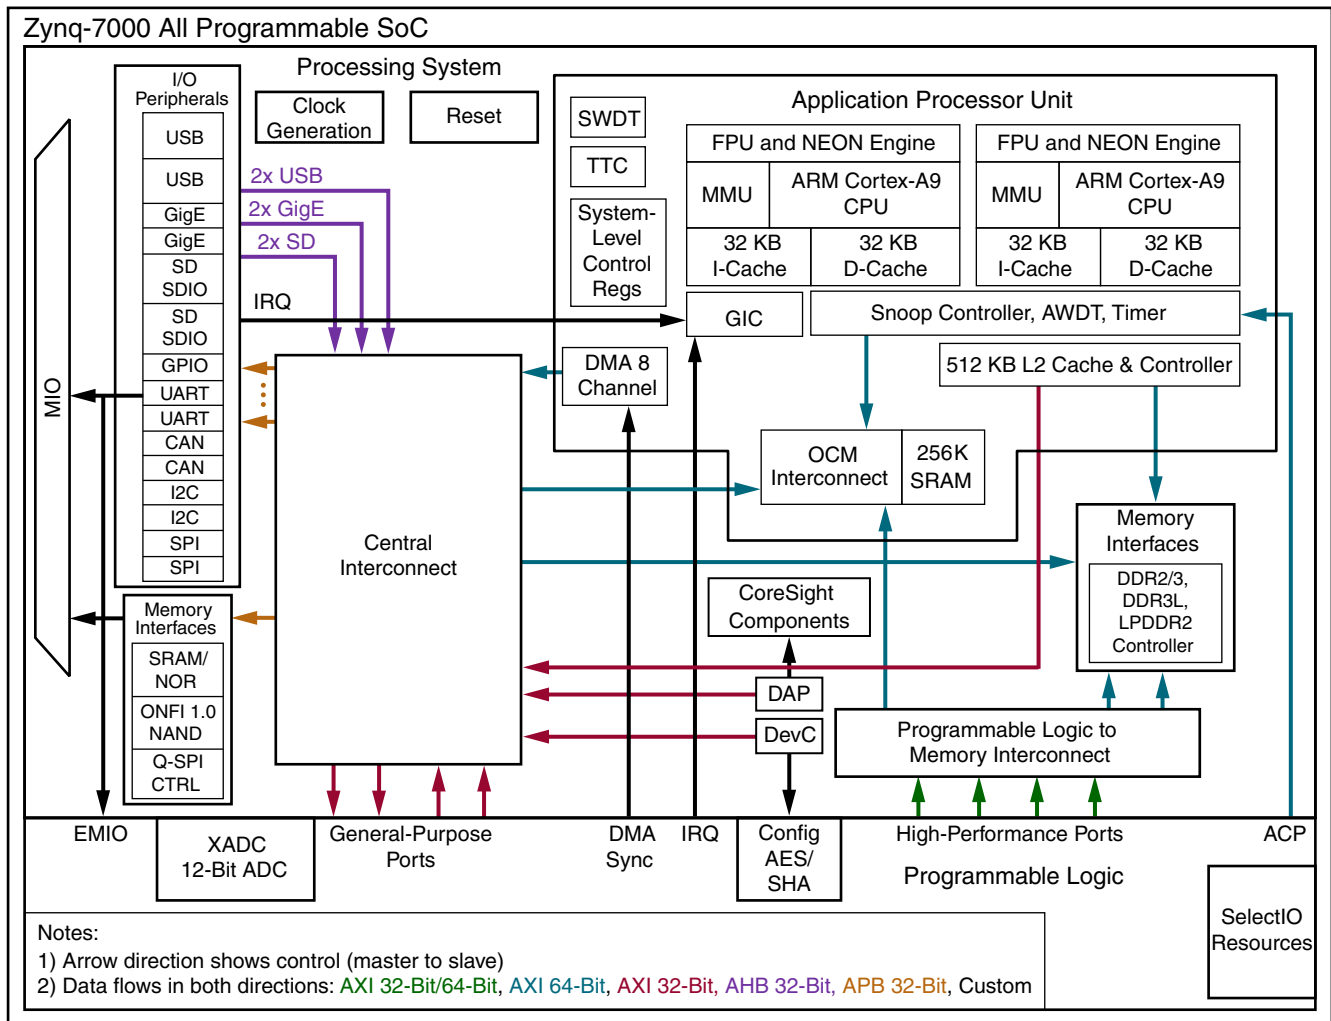 Zynq-7000 All Programmable SoC
Processing System
I/O
Peripherals
USB
USB
GigE
GigE
SD
SDIO
SD
SDIO
GPIO
UART
UART
CAN
CAN
I2C
I2C
SPI
SPI
MIO
Clock
Generation
Reset
2x USB
2x GigE
2x SD
IRQ
Application Processor Unit
SWDT
TTC
System-
Level
Control
Regs
FPU and NEON Engine
MMU
ARM Cortex-A9
CPU
32 KB
I-Cache
32 KB
D-Cache
FPU and NEON Engine
MMU
ARM Cortex-A9
CPU
32 KB
I-Cache
32 KB
D-Cache
GIC
Snoop Controller, AWDT, Timer
DMA 8
Channel
512 KB L2 Cache & Controller
OCM
Interconnect
256K
SRAM
Central
Interconnect
Memory
Interfaces
DDR2/3,
DDR3L,
LPDDR2
Controller
CoreSight
Components
DAP
DevC
Programmable Logic to
Memory Interconnect
Memory
Interfaces
SRAM/
NOR
ONFI 1.0
NAND
Q-SPI
CTRL
EMIO
XADC
12-Bit ADC
General-Purpose
Ports
DMA
Sync
IRQ
Config
AES/
SHA
High-Performance Ports
ACP
Programmable Logic
SelectIO
Resources
Notes:
1) Arrow direction shows control (master to slave)
2) Data flows in both directions: AXI 32-Bit/64-Bit, AXI 64-Bit, AXI 32-Bit, AHB 32-Bit, APB 32-Bit, Custom